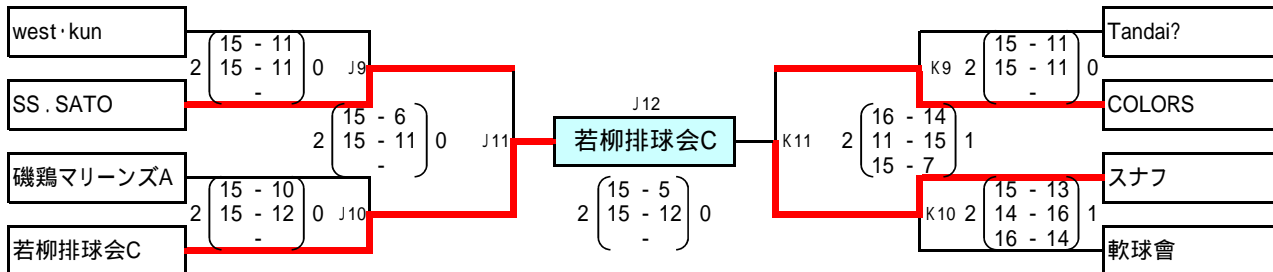 west・kun
15 - 11
2 15 - 11 0
-
J9
SS.SATO
15 - 6
2 15 - 11 0
-
J11
磯鶏マリーンズA
15 - 10
2 15 - 12 0
-
J10
若柳排球会C
J12
若柳排球会C
15 - 5
2 15 - 12 0
-
Tandai?
K9
15 - 11
2 15 - 11 0
-
COLORS
K11
16 - 14
2 11 - 15 1
15 - 7
スナフ
K10
15 - 13
2 14 - 16 1
16 - 14
軟球會